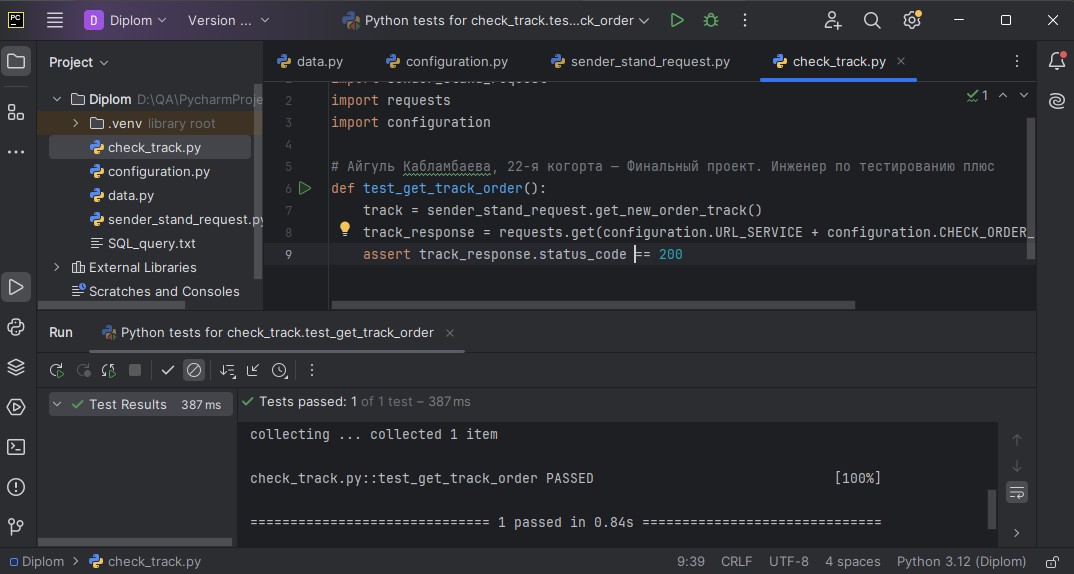 PC
D Diplom
Version ...
Python tests for check_track.tes...ck_order
Project
data.py
configuration.py
sender_stand_request.py
check_track.py
Diplom D:\QA\PycharmProje
.venv library root
check_track.py
configuration.py
data.py
sender_stand_request.py
SQL_query.txt
External Libraries
Scratches and Consoles
1
2 import requests
3 import configuration
4
5 # Айгуль Кабламбаева, 22-я когорта — Финальный проект. Инженер по тестированию плюс
6 def test_get_track_order():
7 track = sender_stand_request.get_new_order_track()
8 track_response = requests.get(configuration.URL_SERVICE + configuration.CHECK_ORDER_
9 assert track_response.status_code == 200
Run
Python tests for check_track.test_get_track_order
Test Results 387 ms
Tests passed: 1 of 1 test – 387 ms
collecting ... collected 1 item
check_track.py::test_get_track_order PASSED [100%]
============================== 1 passed in 0.84s ==============================
Diplom > check_track.py
9:39 CRLF UTF-8 4 spaces Python 3.12 (Diplom)